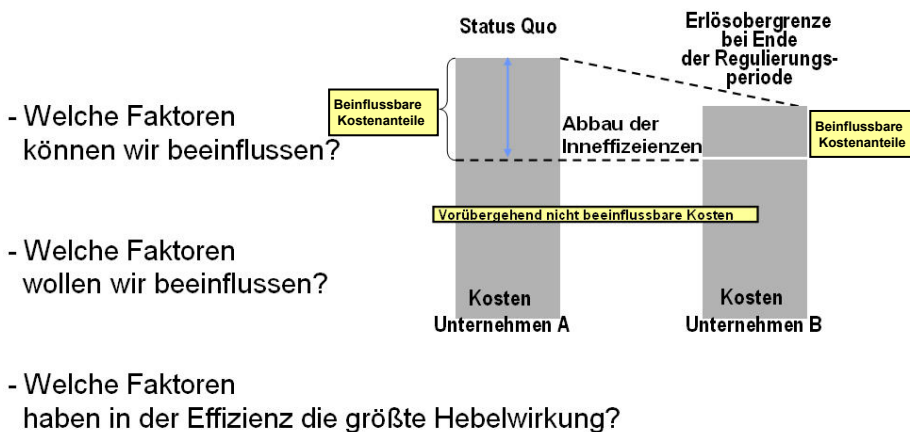 - Welche Faktoren
können wir beeinflussen?
- Welche Faktoren
wollen wir beeinflussen?
- Welche Faktoren
haben in der Effizienz die größte Hebelwirkung?
Status Quo
Erlösobergrenze
bei Ende
der Regulierungs-
periode
Beinflussbare
Kostenanteile
Abbau der
Inneffizeienzen
Beinflussbare
Kostenanteile
Vorübergehend nicht beeinflussbare Kosten
Kosten
Unternehmen A
Kosten
Unternehmen B